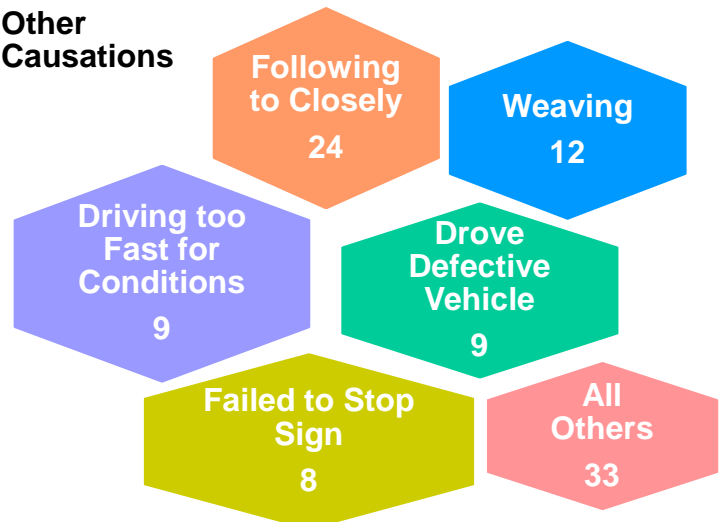 Other
Causations
Following
to Closely
24
Weaving
12
Driving too
Fast for
Conditions
9
Drove
Defective
Vehicle
9
Failed to Stop
Sign
8
All
Others
33